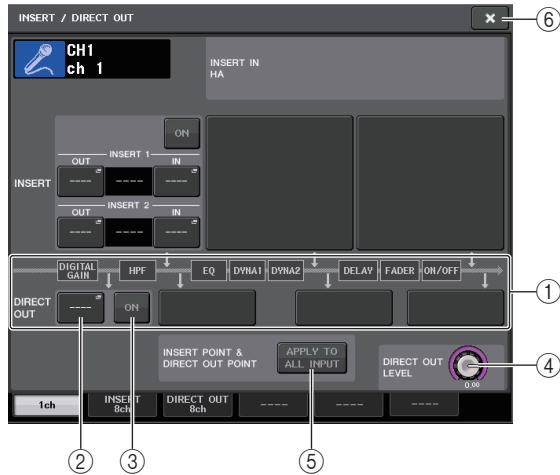 INSERT / DIRECT OUT
×
⑥
CH1
ch 1
INSERT IN
HA
ON
INSERT 1
OUT
IN
----
----
----
INSERT
INSERT 2
OUT
IN
----
----
----
DIGITAL GAIN
HPF
EQ
DYNA1
DYNA2
DELAY
FADER
ON/OFF
①
DIRECT OUT
----
ON
INSERT POINT &
DIRECT OUT POINT
APPLY TO
ALL INPUT
DIRECT OUT
LEVEL
0.00
④
1ch
INSERT
8ch
DIRECT OUT
8ch
----
----
----
②
③
⑤